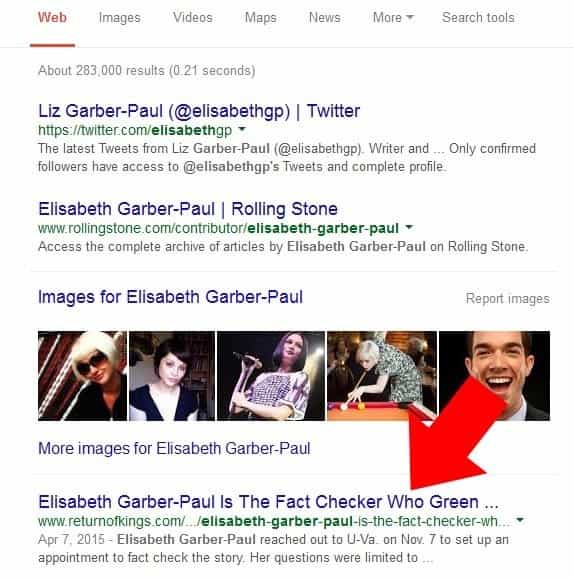 Web Images Videos Maps News More Search tools
About 283,000 results (0.21 seconds)
Liz Garber-Paul (@elisabethgp) | Twitter
https://twitter.com/elisabethgp
The latest Tweets from Liz Garber-Paul (@elisabethgp). Writer and ... Only confirmed
followers have access to @elisabethgp's Tweets and complete profile.
Elisabeth Garber-Paul | Rolling Stone
www.rollingstone.com/contributor/elisabeth-garber-paul
Access the complete archive of articles by Elisabeth Garber-Paul on Rolling Stone.
Images for Elisabeth Garber-Paul Report images
More images for Elisabeth Garber-Paul
Elisabeth Garber-Paul Is The Fact Checker Who Green ...
www.returnofkings.com/.../elisabeth-garber-paul-is-the-fact-checker-wh...
Apr 7, 2015 - Elisabeth Garber-Paul reached out to U-Va. on Nov. 7 to set up an
appointment to fact check the story. Her questions were limited to ...